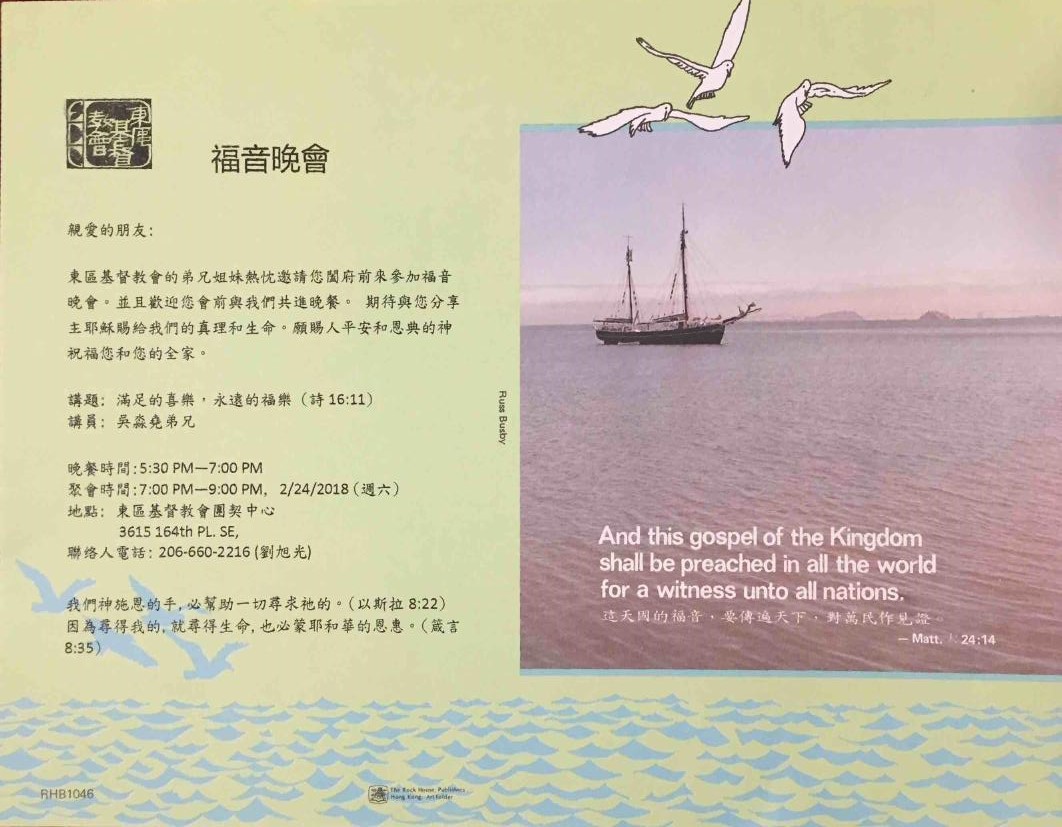 東區
基督
教會
福音晚會
親愛的朋友:
東區基督教會的弟兄姐妹熱忱邀請您闔府前來參加福音
晚會。並且歡迎您會前與我們共進晚餐。 期待與您分享
主耶穌賜給我們的真理和生命。願賜人平安和恩典的神
祝福您和您的全家。
講題: 滿足的喜樂,永遠的福樂(詩 16:11)
講員: 吳淼堯弟兄
晚餐時間:5:30 PM—7:00 PM
聚會時間:7:00 PM—9:00 PM, 2/24/2018 (週六)
地點: 東區基督教會團契中心
3615 164th PL. SE,
聯絡人電話: 206-660-2216 (劉旭光)
我們神施恩的手, 必幫助一切尋求祂的。(以斯拉 8:22)
因為尋得我的, 就尋得生命, 也必蒙耶和華的恩惠。(箴言
8:35)
RHB1046
The Rock House Publishers
Hong Kong. Art folder
Russ Busby
And this gospel of the Kingdom
shall be preached in all the world
for a witness unto all nations.
這天國的福音,要傳遍天下,對萬民作見證。
— Matt. 24:14